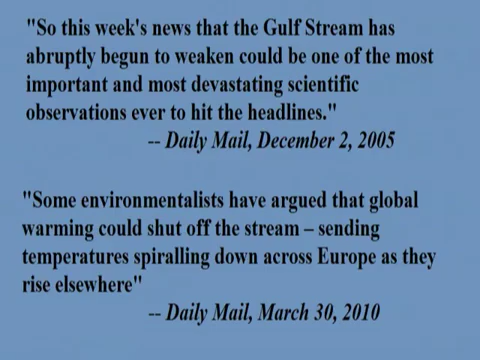 "So this week's news that the Gulf Stream has
abruptly begun to weaken could be one of the most
important and most devastating scientific
observations ever to hit the headlines."
-- Daily Mail, December 2, 2005
"Some environmentalists have argued that global
warming could shut off the stream – sending
temperatures spiralling down across Europe as they
rise elsewhere"
-- Daily Mail, March 30, 2010